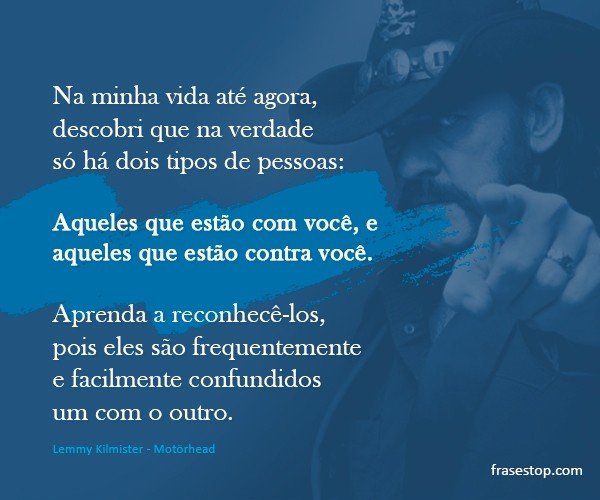 Na minha vida até agora,
descobri que na verdade
só há dois tipos de pessoas:
Aqueles que estão com você, e
aqueles que estão contra você.
Aprenda a reconhecê-los,
pois eles são frequentemente
e facilmente confundidos
um com o outro.
Lemmy Kilmister - Motörhead
frasestop.com